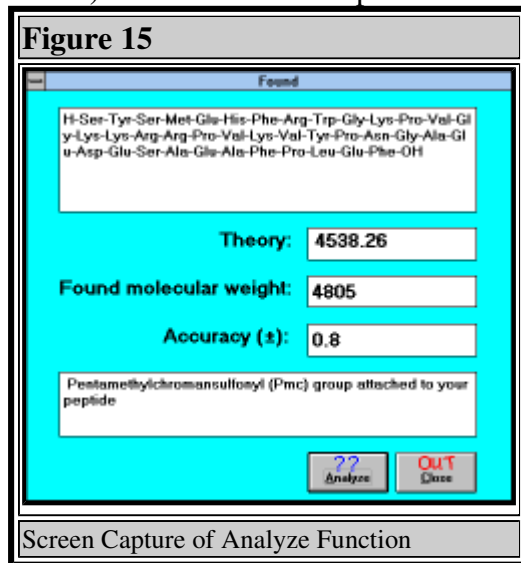 Figure 15
Found
H-Ser-Tyr-Ser-Met-Glu-His-Phe-Arg-Trp-Gly-Lys-Pro-Val-Gl
y-Lys-Lys-Arg-Arg-Pro-Val-Lys-Val-Tyr-Pro-Asn-Gly-Ala-Gl
u-Asp-Glu-Ser-Ala-Glu-Ala-Phe-Pro-Leu-Glu-Phe-OH
Theory: 4538.26
Found molecular weight: 4805
Accuracy (±): 0.8
Pentamethylchromansulfonyl (Pmc) group attached to your
peptide
?? OUT
Analyze Close
Screen Capture of Analyze Function